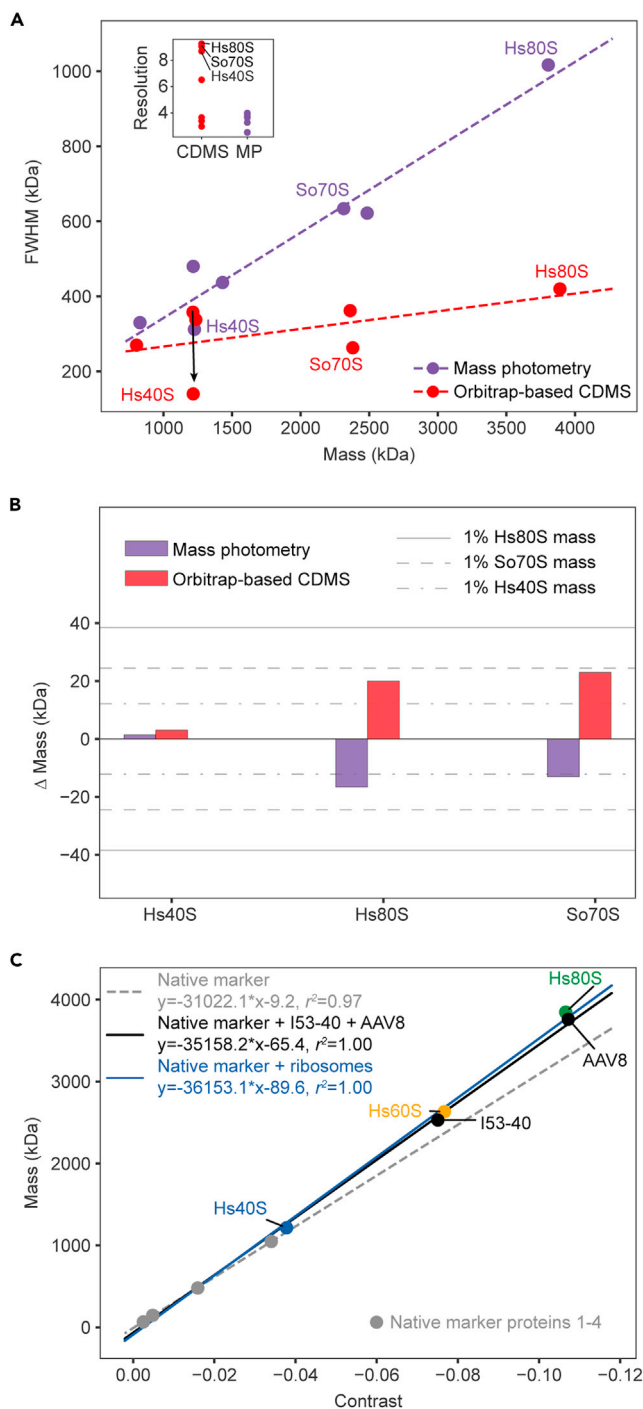 A
Hs80S
So70S
Hs40S
8
4
Resolution
CDMS MP
Hs80S
So70S
Hs40S
Hs80S
So70S
Hs40S
1000
800
600
400
200
FWHM (kDa)
Mass photometry
Orbitrap-based CDMS
1000 1500 2000 2500 3000 3500 4000
Mass (kDa)
B
Mass photometry
Orbitrap-based CDMS
1% Hs80S mass
1% So70S mass
1% Hs40S mass
40
20
0
−20
−40
Δ Mass (kDa)
Hs40S Hs80S So70S
C
Native marker
y=-31022.1*x-9.2, r²=0.97
Native marker + I53-40 + AAV8
y=-35158.2*x-65.4, r²=1.00
Native marker + ribosomes
y=-36153.1*x-89.6, r²=1.00
Hs80S
AAV8
Hs60S
I53-40
Hs40S
4000
3000
2000
1000
0
Mass (kDa)
Native marker proteins 1-4
0.00 −0.02 −0.04 −0.06 −0.08 −0.10 −0.12
Contrast